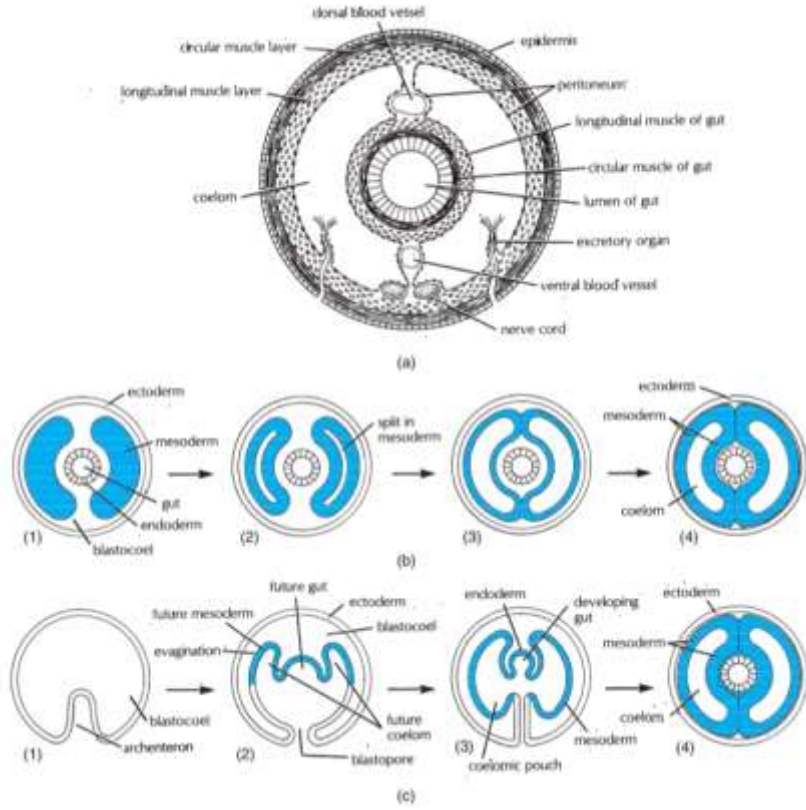 dorsal blood vessel
circular muscle layer
epidermis
longitudinal muscle layer
peritoneum
longitudinal muscle of gut
circular muscle of gut
coelom
lumen of gut
excretory organ
ventral blood vessel
nerve cord
(a)
ectoderm
mesoderm
gut
endoderm
blastocoel
(1)
split in
mesoderm
(2)
(3)
ectoderm
mesoderm
coelom
(4)
(b)
blastocoel
archenteron
(1)
future gut
ectoderm
future mesoderm
blastocoel
evagination
future
coelom
blastopore
(2)
endoderm
developing
gut
(3)
mesoderm
coelomic pouch
ectoderm
mesoderm
coelom
(4)
(c)